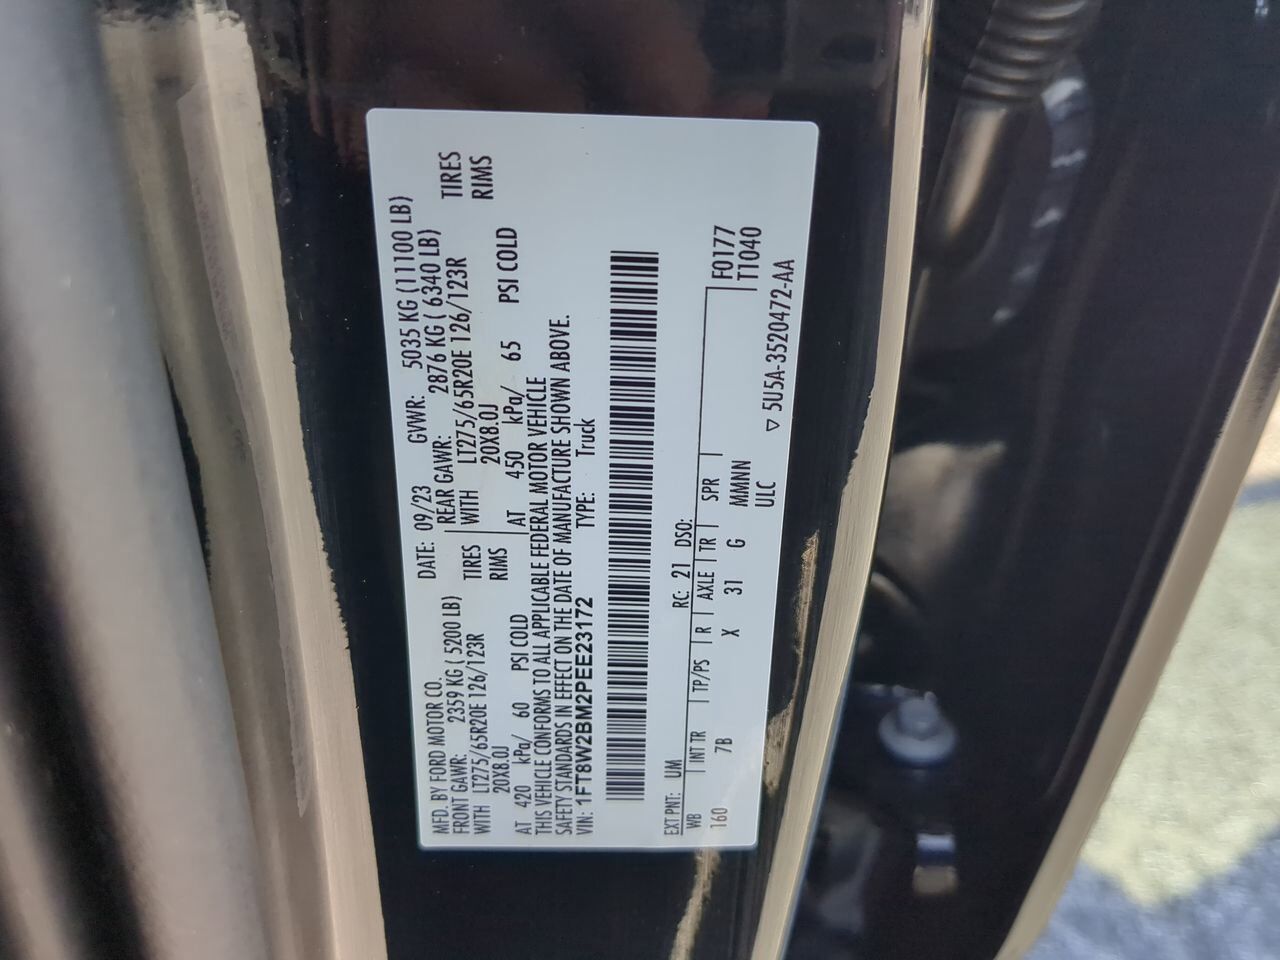 MFD. BY FORD MOTOR CO.
DATE: 09/23 GVWR: 5035 KG (11100 LB)
FRONT GAWR: 2359 KG ( 5200 LB) REAR GAWR: 2876 KG ( 6340 LB)
WITH LT275/65R20E 126/123R TIRES WITH LT275/65R20E 126/123R TIRES
20X8.0J RIMS 20X8.0J RIMS
AT 420 kPa/ 60 PSI COLD AT 450 kPa/ 65 PSI COLD
THIS VEHICLE CONFORMS TO ALL APPLICABLE FEDERAL MOTOR VEHICLE
SAFETY STANDARDS IN EFFECT ON THE DATE OF MANUFACTURE SHOWN ABOVE.
VIN: 1FT8W2BM2PEE23172 TYPE: Truck
EXT PNT: UM RC: 21 DSO:
WB INT TR TP/PS R AXLE TR SPR F0177
160 7B X 31 G MMNN T1040
ULC
▽ 5U5A-3520472-AA